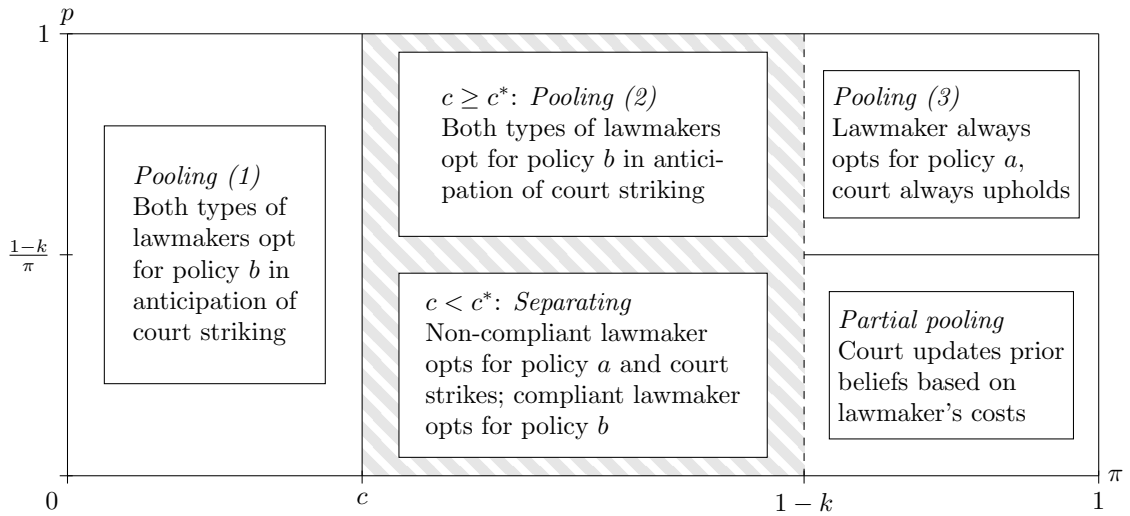 p
1
c ≥ c*: Pooling (2)
Both types of lawmakers
opt for policy b in antici-
pation of court striking
Pooling (3)
Lawmaker always
opts for policy a,
court always upholds
Pooling (1)
Both types of
lawmakers opt
for policy b in
anticipation of
court striking
1−k
π
c < c*: Separating
Non-compliant lawmaker
opts for policy a and court
strikes; compliant lawmaker
opts for policy b
Partial pooling
Court updates prior
beliefs based on
lawmaker's costs
π
0
c
1 − k
1